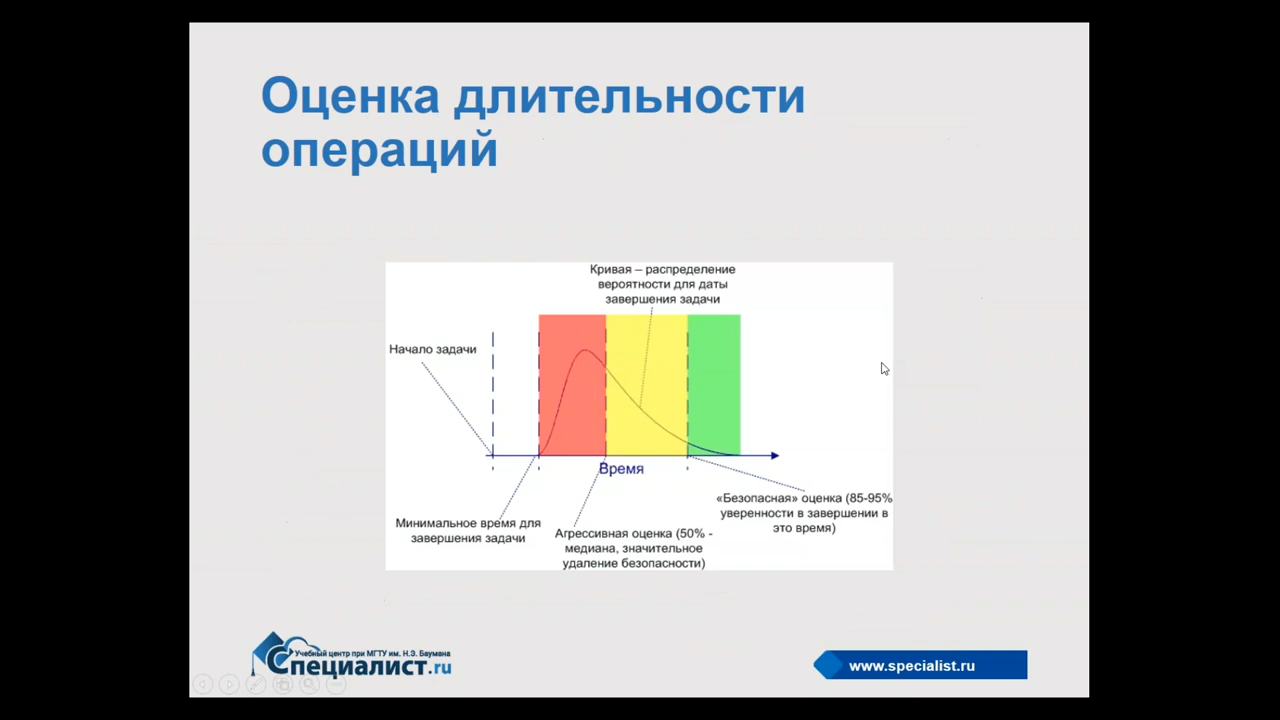 Оценка длительности
операций
Кривая – распределение
вероятности для даты
завершения задачи
Начало задачи
Время
Минимальное время для
завершения задачи
Агрессивная оценка (50% -
медиана, значительное
удаление безопасности)
«Безопасная» оценка (85-95%
уверенности в завершении в
это время)
Учебный центр при МГТУ им. Н.Э. Баумана
Специалист.ru
www.specialist.ru